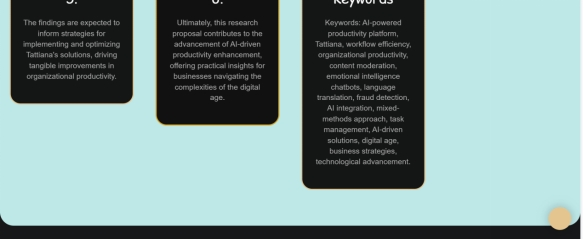 5.
The findings are expected to
inform strategies for
implementing and optimizing
Tattiana's solutions, driving
tangible improvements in
organizational productivity.
6.
Ultimately, this research
proposal contributes to the
advancement of AI-driven
productivity enhancement,
offering practical insights for
businesses navigating the
complexities of the digital
age.
Keywords
Keywords: AI-powered
productivity platform,
Tattiana, workflow efficiency,
organizational productivity,
content moderation,
emotional intelligence
chatbots, language
translation, fraud detection,
AI integration, mixed-
methods approach, task
management, AI-driven
solutions, digital age,
business strategies,
technological advancement.